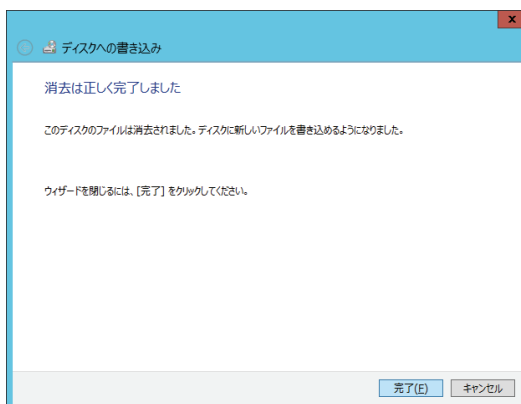 x
ディスクへの書き込み
消去は正しく完了しました
このディスクのファイルは消去されました。ディスクに新しいファイルを書き込めるようになりました。
ウィザードを閉じるには、[完了] をクリックしてください。
完了(F) キャンセル